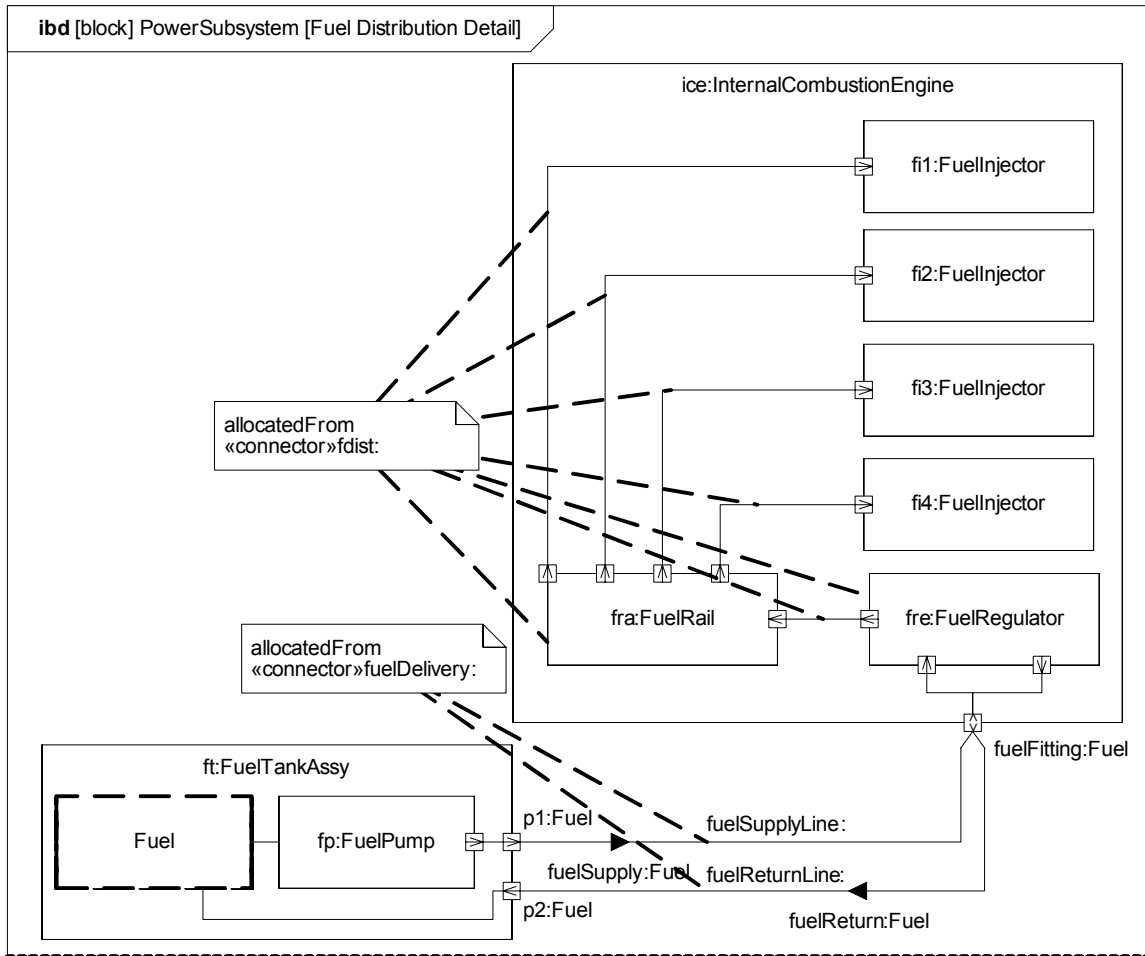 ibd [block] PowerSubsystem [Fuel Distribution Detail]
ice:InternalCombustionEngine
fi1:FuelInjector
fi2:FuelInjector
fi3:FuelInjector
allocatedFrom
«connector»fdist:
fi4:FuelInjector
fra:FuelRail
fre:FuelRegulator
allocatedFrom
«connector»fuelDelivery:
fuelFitting:Fuel
ft:FuelTankAssy
p1:Fuel
fuelSupplyLine:
Fuel
fp:FuelPump
fuelSupply:Fuel
fuelReturnLine:
p2:Fuel
fuelReturn:Fuel